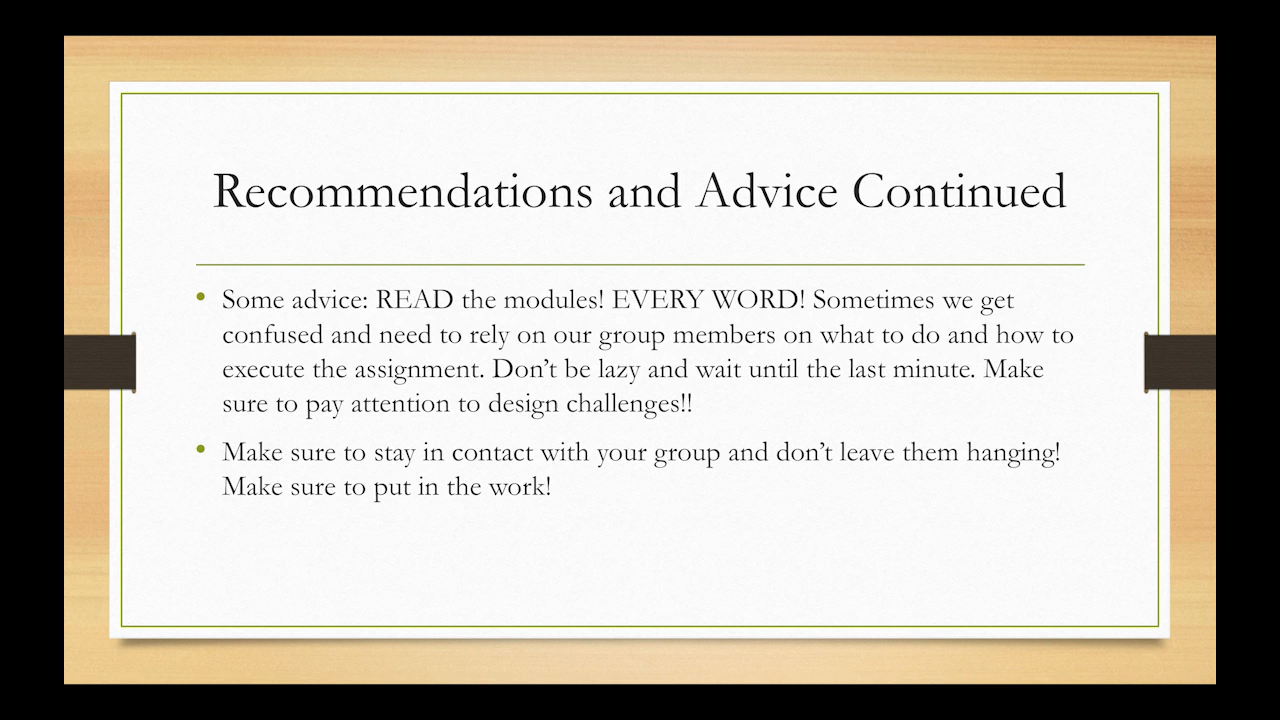 Recommendations and Advice Continued
• Some advice: READ the modules! EVERY WORD! Sometimes we get
confused and need to rely on our group members on what to do and how to
execute the assignment. Don’t be lazy and wait until the last minute. Make
sure to pay attention to design challenges!!
• Make sure to stay in contact with your group and don’t leave them hanging!
Make sure to put in the work!